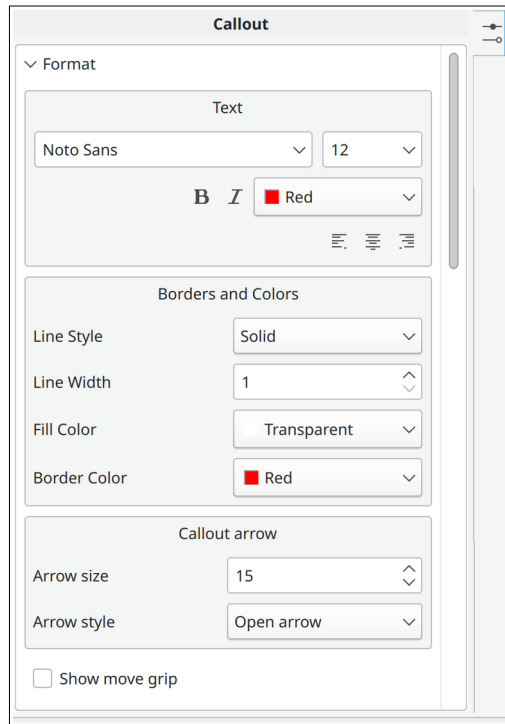 Callout
Format
Text
Noto Sans 12
B I Red
Borders and Colors
Line Style Solid
Line Width 1
Fill Color Transparent
Border Color Red
Callout arrow
Arrow size 15
Arrow style Open arrow
Show move grip